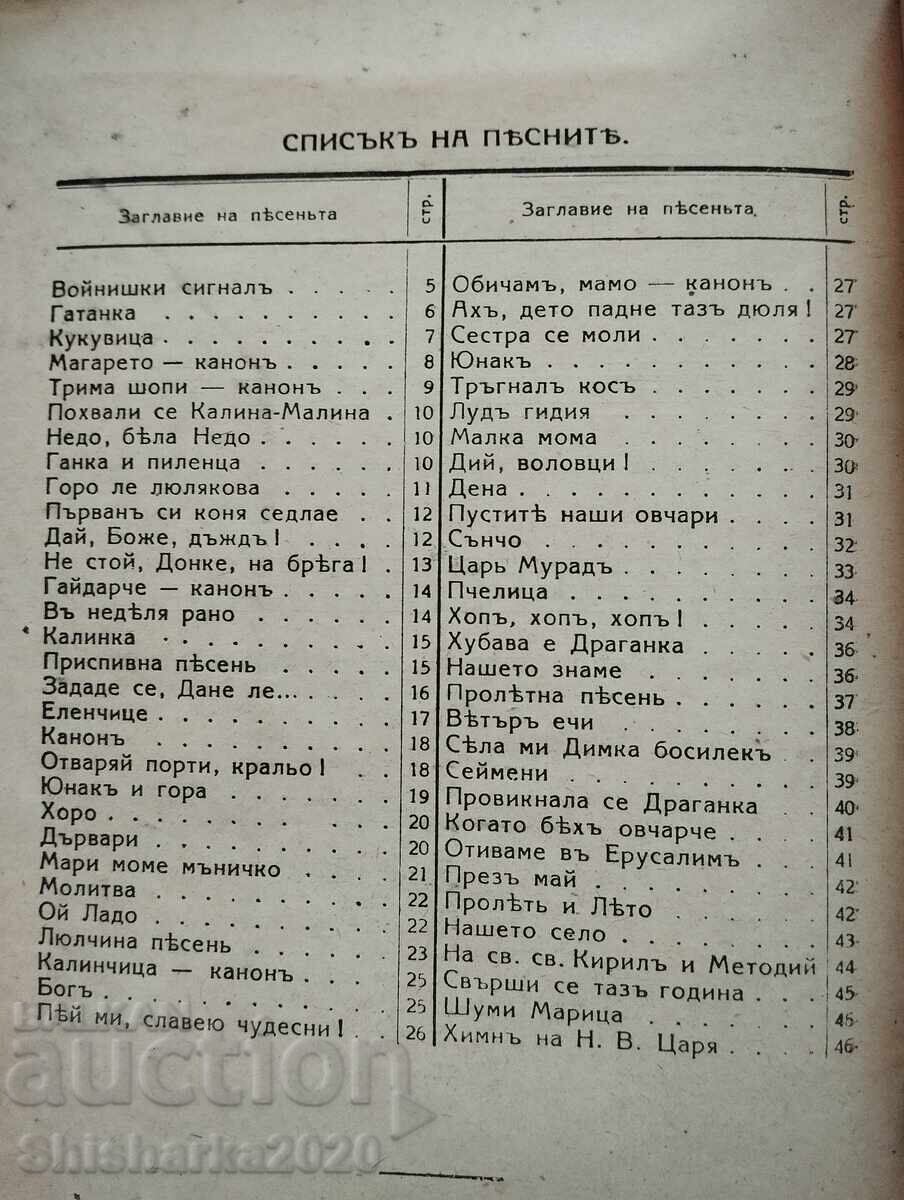 СПИСЪКЪ НА ПѢСНИТѢ.
Заглавие на пѣсеньта стр.
Войнишки сигналъ . . . . . 5
Гатанка . . . . . . . . . . 6
Кукувица . . . . . . . . . . 7
Магарето — канонъ . . . . . 8
Трима шопи — канонъ . . . 9
Похвали се Калина-Малина . 10
Недо, бѣла Недо . . . . . . 10
Ганка и пиленца . . . . . . 10
Горо ле люлякова . . . . . 11
Първанъ си коня седлае . . 12
Дай, Боже, дъждъ! . . . . 12
Не стой, Донке, на брѣга! . 13
Гайдарче — канонъ . . . . . 14
Въ недѣля рано . . . . . . 14
Калинка . . . . . . . . . 15
Приспивна пѣсень . . . . . 15
Зададе се, Дане ле... . . . . 16
Еленчице . . . . . . . . . . 17
Канонъ . . . . . . . . . . 18
Отваряй порти, кральо! . . 18
Юнакъ и гора . . . . . . . 19
Хоро . . . . . . . . . . . 20
Дървари . . . . . . . . . . 20
Мари моме мъничко . . . . 21
Молитва . . . . . . . . . . 22
Ой Ладо . . . . . . . . . . 22
Люлчина пѣсень . . . . . . 23
Калинчица — канонъ . . . . 25
Богъ . . . . . . . . . . . 25
Пѣй ми, славею чудесни! . . 26
Заглавие на пѣсеньта. стр.
Обичамъ, мамо — канонъ . . 27
Ахъ, дето падне тазъ дюля! 27
Сестра се моли . . . . . . . 27
Юнакъ . . . . . . . . . . . . 28
Тръгналъ косъ . . . . . . . 29
Лудъ гидия . . . . . . . . 29
Малка мома . . . . . . . . 30
Дий, воловци! . . . . . . . 30
Дена . . . . . . . . . . . . 31
Пуститѣ наши овчари . . . . 31
Сънчо . . . . . . . . . . . 32
Царь Мурадъ . . . . . . . . 33
Пчелица . . . . . . . . . . 34
Хопъ, хопъ, хопъ! . . . . . 34
Хубава е Драганка . . . . . 36
Нашето знаме . . . . . . . 36
Пролѣтна пѣсень . . . . . . 37
Вѣтъръ ечи . . . . . . . . 38
Сѣла ми Димка босилекъ . . 39
Сеймени . . . . . . . . . . 39
Провикнала се Драганка . . 40
Когато бѣхъ овчарче . . . 41
Отиваме въ Ерусалимъ . . . 41
Презъ май . . . . . . . . . 42
Пролѣть и Лѣто . . . . . . 42
Нашето село . . . . . . . . 43
На св. св. Кирилъ и Методий 44
Свърши се тазъ година . . . 45
Шуми Марица . . . . . . . 45
Химнъ на Н. В. Царя . . . . 46
auction
Shisharka2020